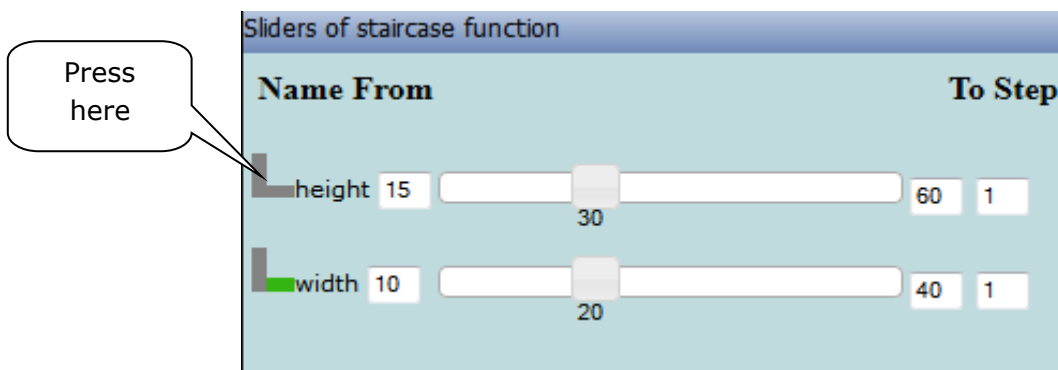 Sliders of staircase function
Press
here
Name From To Step
height 15 60 1
30
width 10 40 1
20